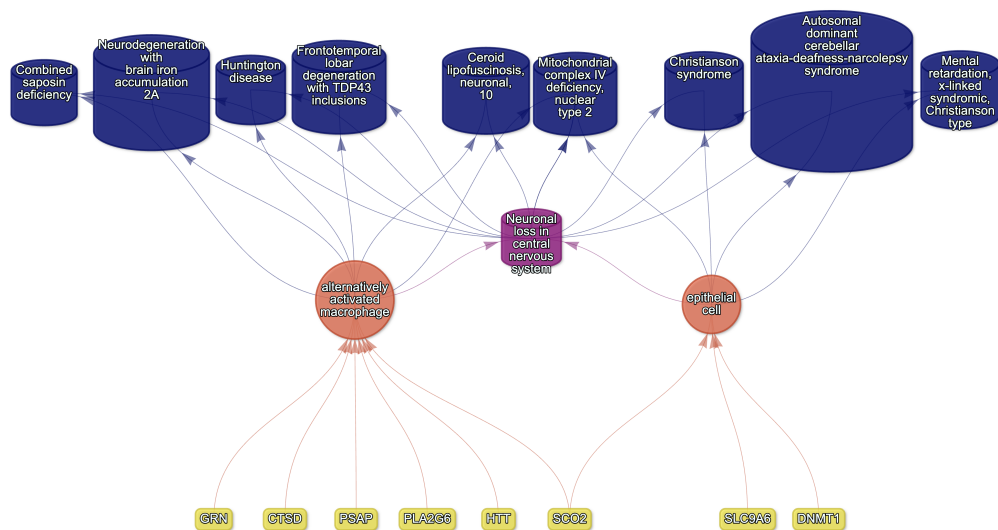 Combined
saposin
deficiency
Neurodegeneration
with
brain iron
accumulation
2A
Huntington
disease
Frontotemporal
lobar
degeneration
with TDP43
inclusions
Ceroid
lipofuscinosis,
neuronal,
10
Mitochondrial
complex IV
deficiency,
nuclear
type 2
Christianson
syndrome
Autosomal
dominant
cerebellar
ataxia-deafness-narcolepsy
syndrome
Mental
retardation,
x-linked
syndromic,
Christianson
type
Neuronal
loss in
central
nervous
system
alternatively
activated
macrophage
epithelial
cell
GRN
CTSD
PSAP
PLA2G6
HTT
SCO2
SLC9A6
DNMT1